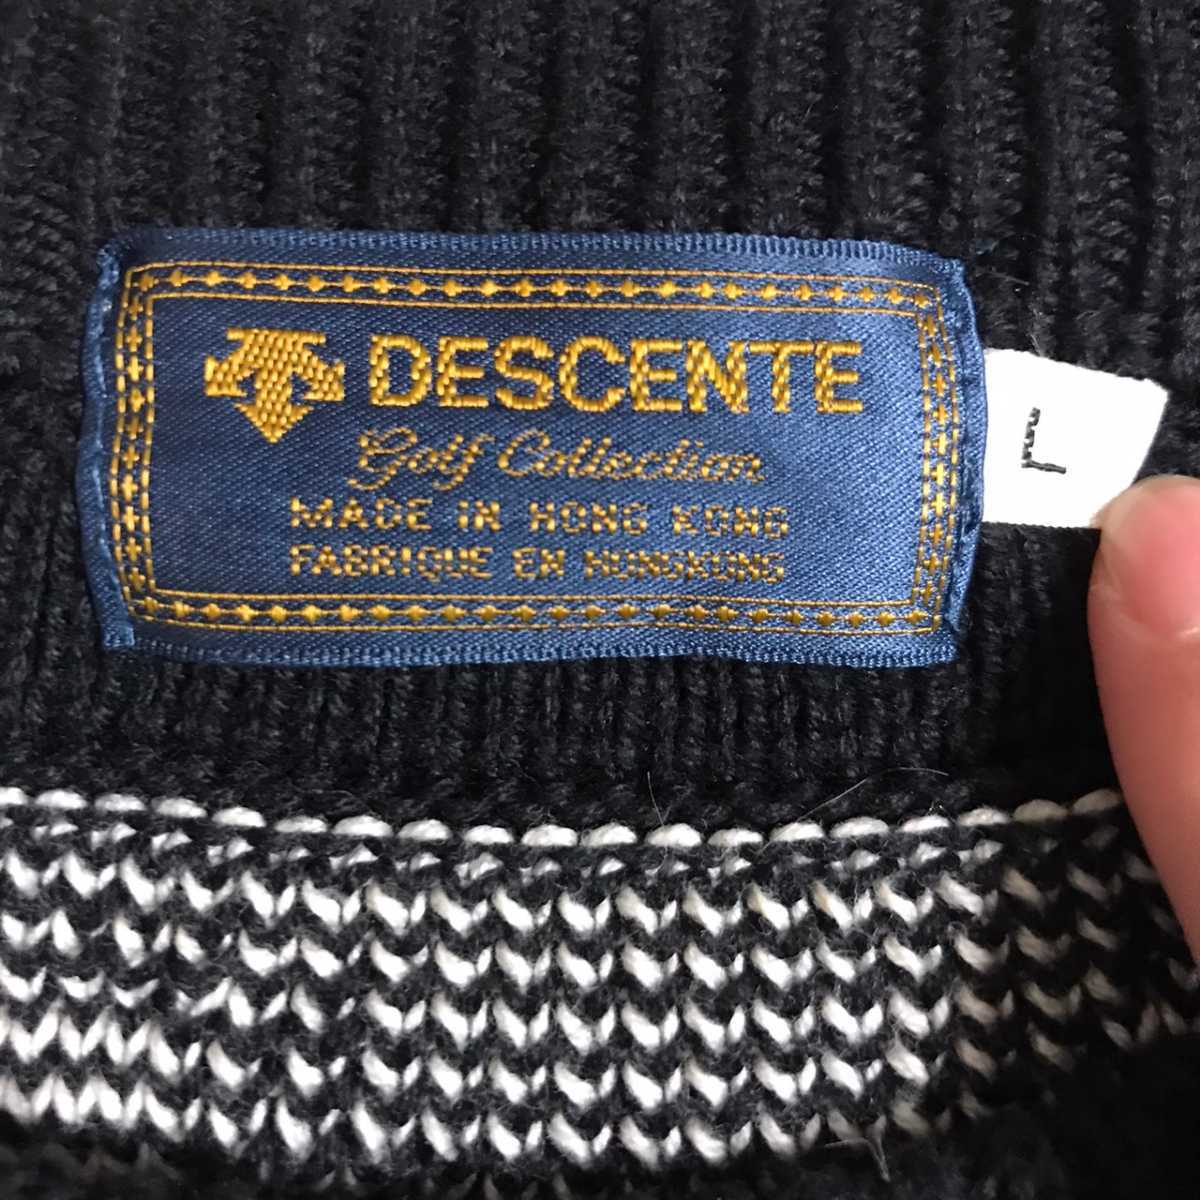 DESCENTE
Golf Collection
MADE IN HONG KONG
FABRIQUE EN HONGKONG
L